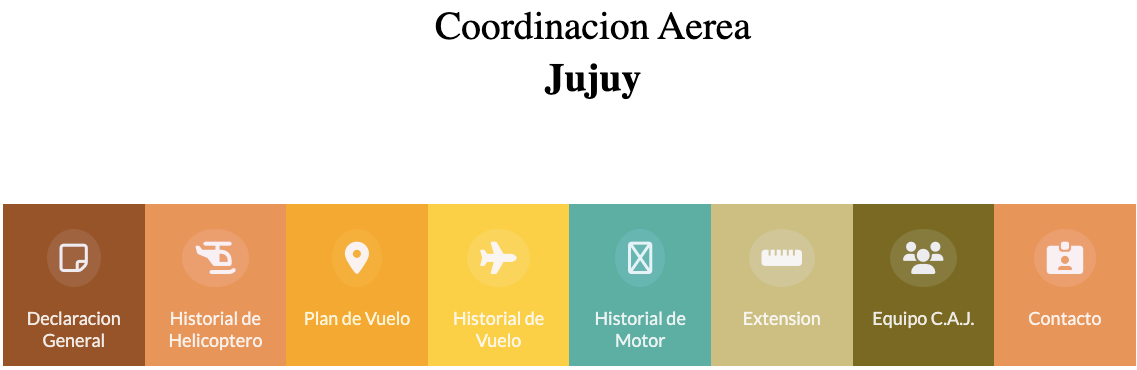 Coordinacion Aerea
Jujuy
Declaracion
General
Historial de
Helicoptero
Plan de Vuelo
Historial de
Vuelo
Historial de
Motor
Extension
Equipo C.A.J.
Contacto